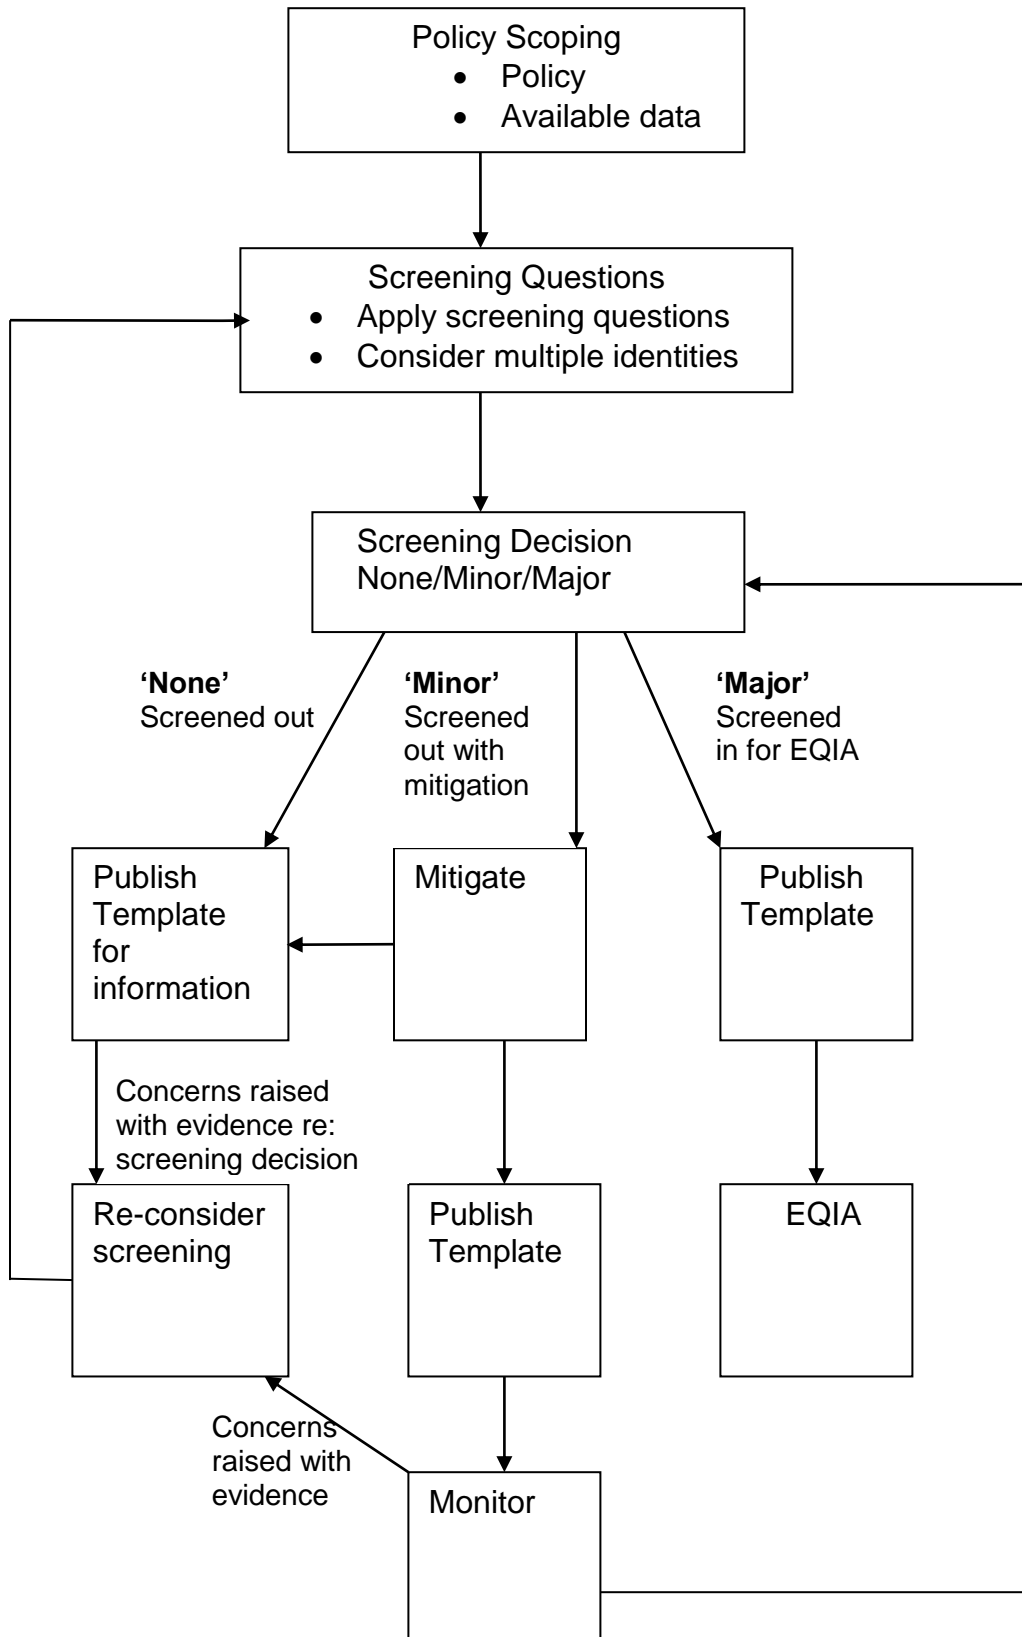 Policy Scoping
• Policy
• Available data
Screening Questions
• Apply screening questions
• Consider multiple identities
Screening Decision
None/Minor/Major
‘None’
Screened out
‘Minor’
Screened
out with
mitigation
‘Major’
Screened
in for EQIA
Publish
Template
for
information
Mitigate
Publish
Template
Concerns raised
with evidence re:
screening decision
Re-consider
screening
Publish
Template
EQIA
Concerns
raised with
evidence
Monitor